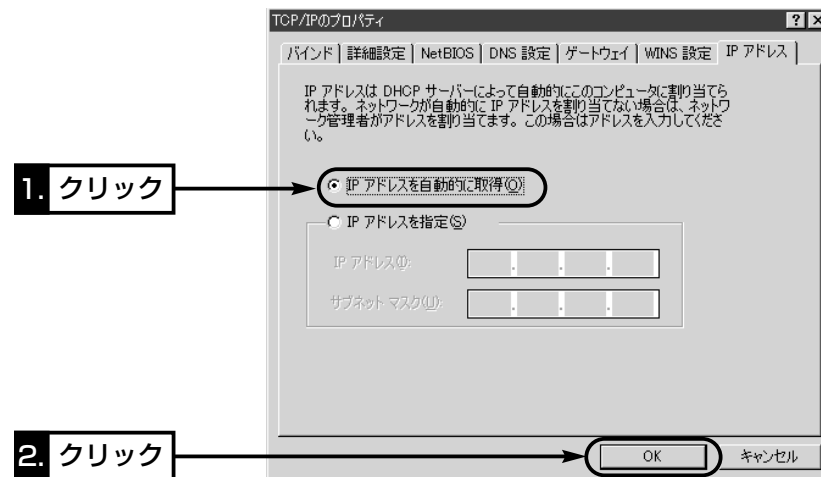 TCP/IPのプロパティ
バインド 詳細設定 NetBIOS DNS 設定 ゲートウェイ WINS 設定 IP アドレス
IP アドレスは DHCP サーバーによって自動的にこのコンピュータに割り当てら
れます。ネットワークが自動的に IP アドレスを割り当てない場合は、ネットワ
ーク管理者がアドレスを割り当てます。この場合はアドレスを入力してくださ
い。
1. クリック
IP アドレスを自動的に取得(O)
IP アドレスを指定(S)
IP アドレス(I):
サブネット マスク(U):
2. クリック
OK キャンセル